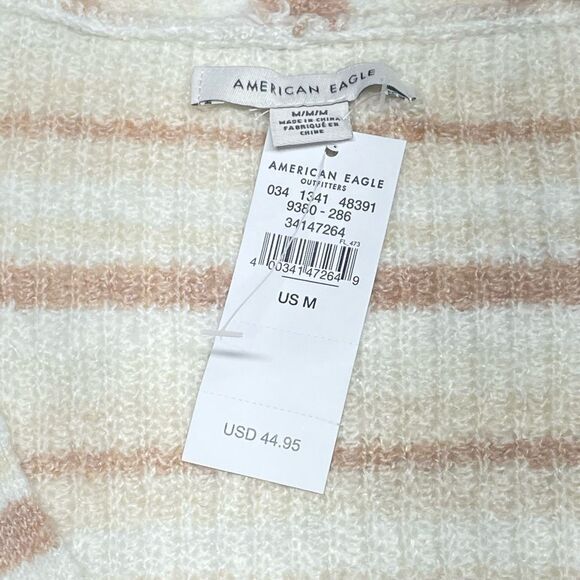 AMERICAN EAGLE
M/M/M
MADE IN CHINA
FABRIQUÉ EN
CHINE
AMERICAN EAGLE
OUTFITTERS
034 1341 48391
9380 - 286
34147264
FL 473
4 00341 47264 9
US M
USD 44.95